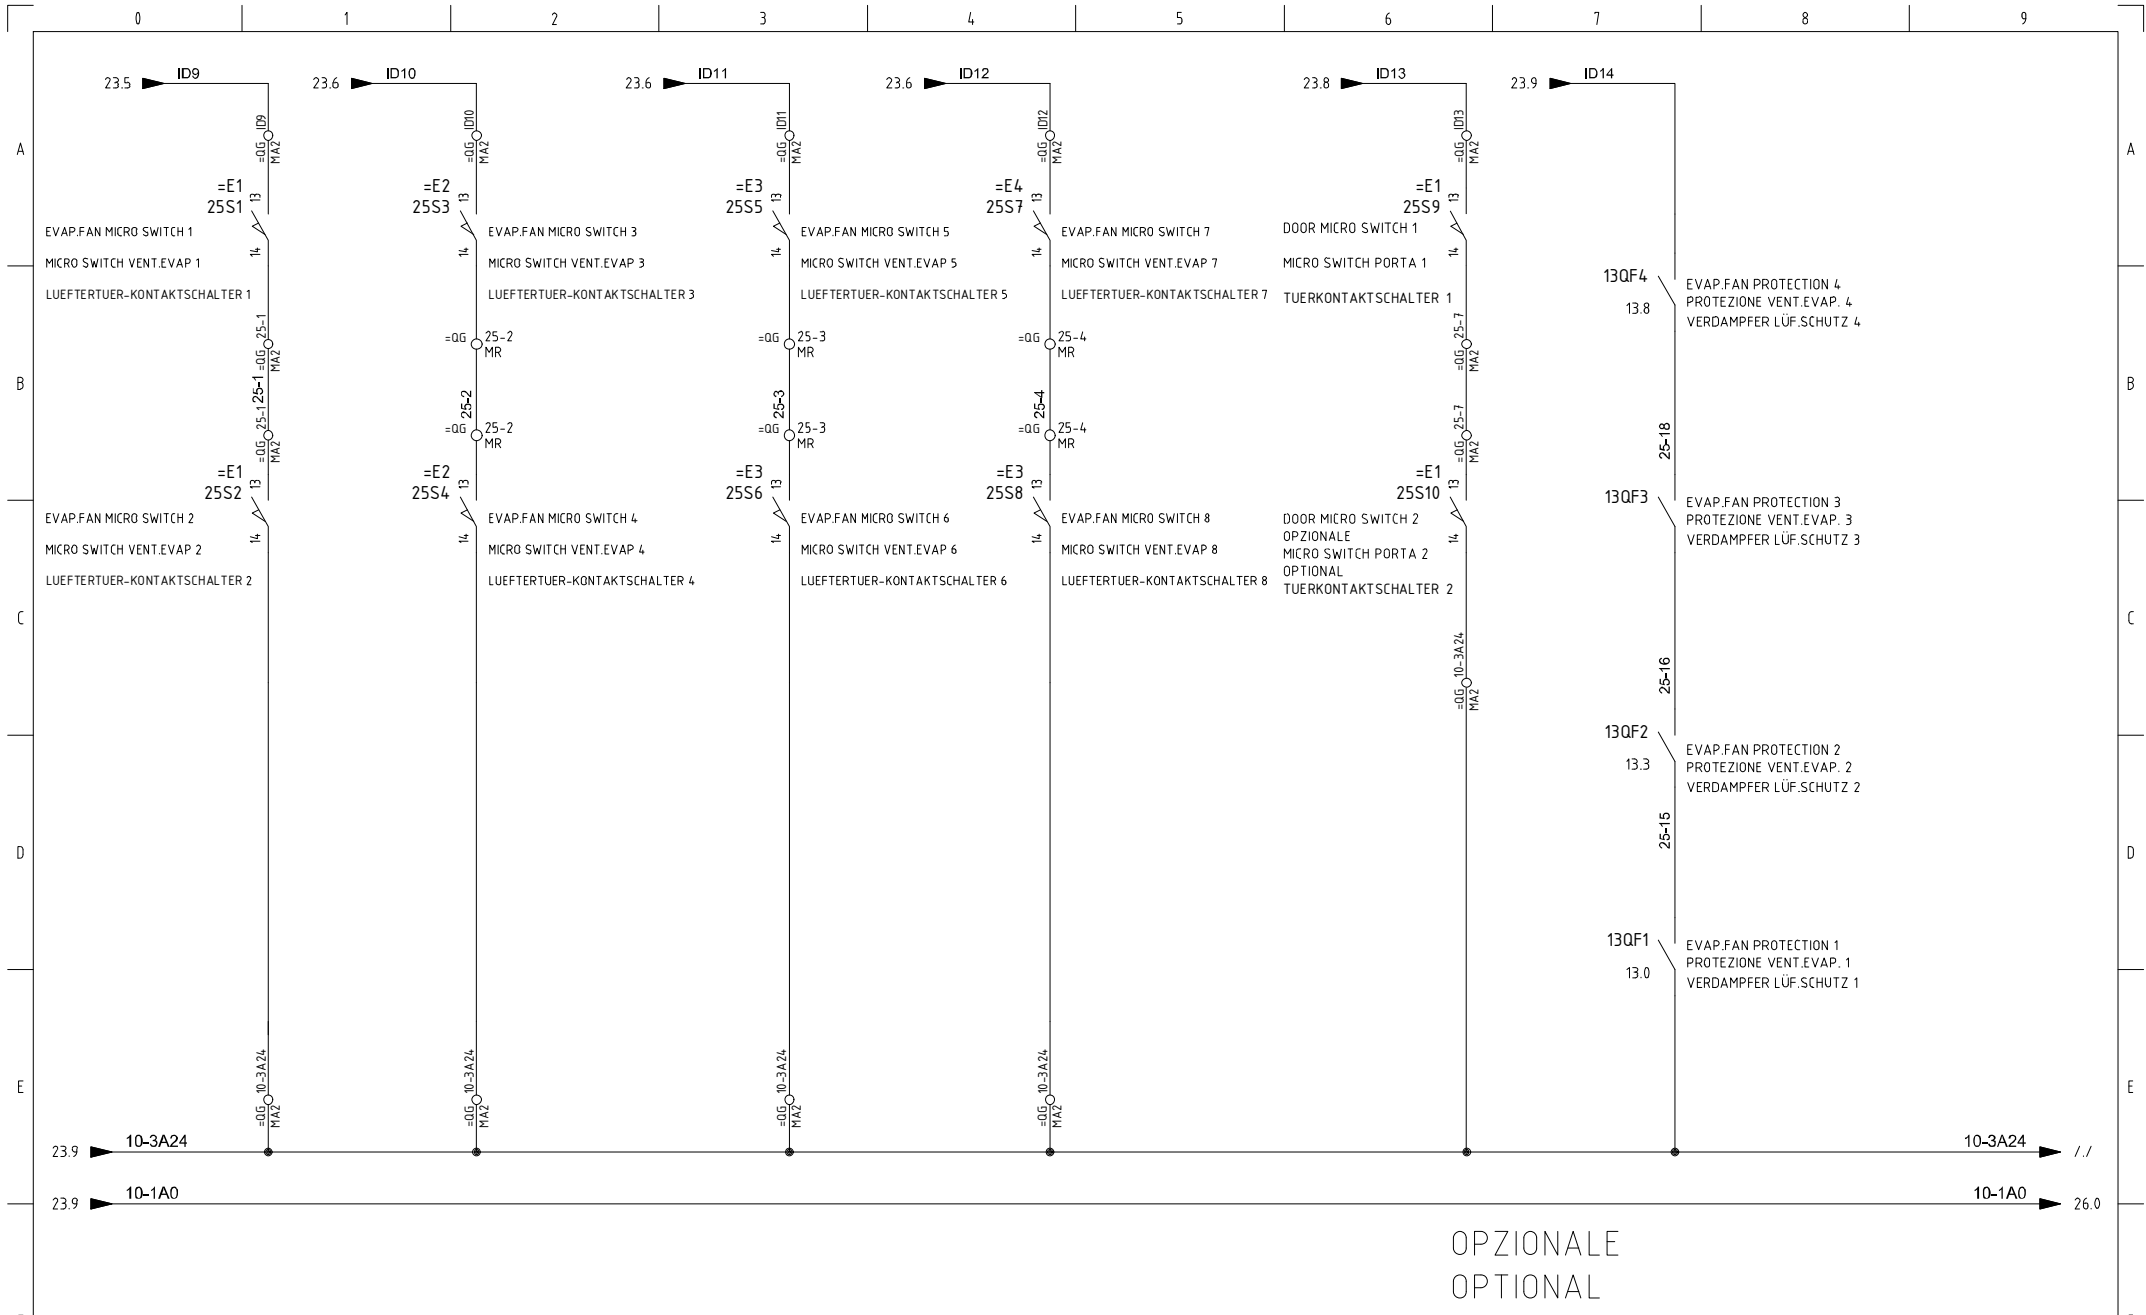 0 1 2 3 4 5 6 7 8 9
23.5 ID9
23.6 ID10
23.6 ID11
23.6 ID12
23.8 ID13
23.9 ID14
A A
=QG ID9
MA2
=QG ID10
MA2
=QG ID11
MA2
=QG ID12
MA2
=QG ID13
MA2
=E1
25S1
13
14
EVAP.FAN MICRO SWITCH 1
MICRO SWITCH VENT.EVAP 1
LUEFTERTUER-KONTAKTSCHALTER 1
=E2
25S3
13
14
EVAP.FAN MICRO SWITCH 3
MICRO SWITCH VENT.EVAP 3
LUEFTERTUER-KONTAKTSCHALTER 3
=E3
25S5
13
14
EVAP.FAN MICRO SWITCH 5
MICRO SWITCH VENT.EVAP 5
LUEFTERTUER-KONTAKTSCHALTER 5
=E4
25S7
13
14
EVAP.FAN MICRO SWITCH 7
MICRO SWITCH VENT.EVAP 7
LUEFTERTUER-KONTAKTSCHALTER 7
=E1
25S9
13
14
DOOR MICRO SWITCH 1
MICRO SWITCH PORTA 1
TUERKONTAKTSCHALTER 1
13QF4
13.8
EVAP.FAN PROTECTION 4
PROTEZIONE VENT.EVAP. 4
VERDAMPFER LÜF.SCHUTZ 4
B B
=QG 25-1
MA2
25-1
=QG 25-1
MA2
=QG 25-2
MR
25-2
=QG 25-2
MR
=QG 25-3
MR
25-3
=QG 25-3
MR
=QG 25-4
MR
25-4
=QG 25-4
MR
=QG 25-7
MA2
=QG 25-7
MA2
25-18
=E1
25S2
13
14
EVAP.FAN MICRO SWITCH 2
MICRO SWITCH VENT.EVAP 2
LUEFTERTUER-KONTAKTSCHALTER 2
=E2
25S4
13
14
EVAP.FAN MICRO SWITCH 4
MICRO SWITCH VENT.EVAP 4
LUEFTERTUER-KONTAKTSCHALTER 4
=E3
25S6
13
14
EVAP.FAN MICRO SWITCH 6
MICRO SWITCH VENT.EVAP 6
LUEFTERTUER-KONTAKTSCHALTER 6
=E3
25S8
13
14
EVAP.FAN MICRO SWITCH 8
MICRO SWITCH VENT.EVAP 8
LUEFTERTUER-KONTAKTSCHALTER 8
=E1
25S10
13
14
DOOR MICRO SWITCH 2
OPZIONALE
MICRO SWITCH PORTA 2
OPTIONAL
TUERKONTAKTSCHALTER 2
13QF3
EVAP.FAN PROTECTION 3
PROTEZIONE VENT.EVAP. 3
VERDAMPFER LÜF.SCHUTZ 3
C C
=QG 10-3A24
MA2
25-16
13QF2
13.3
EVAP.FAN PROTECTION 2
PROTEZIONE VENT.EVAP. 2
VERDAMPFER LÜF.SCHUTZ 2
D D
25-15
13QF1
13.0
EVAP.FAN PROTECTION 1
PROTEZIONE VENT.EVAP. 1
VERDAMPFER LÜF.SCHUTZ 1
E E
=QG 10-3A24
MA2
=QG 10-3A24
MA2
=QG 10-3A24
MA2
=QG 10-3A24
MA2
23.9 10-3A24 10-3A24 /./
23.9 10-1A0 10-1A0 26.0
OPZIONALE
OPTIONAL